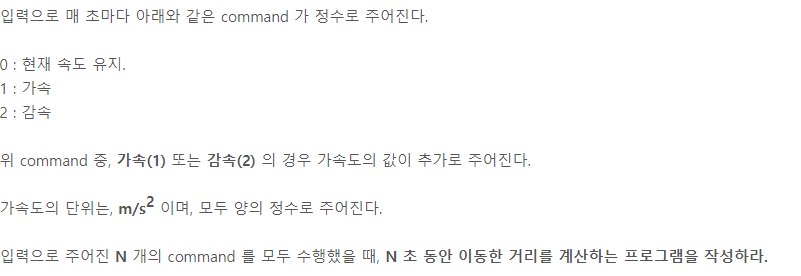 입력으로 매 초마다 아래와 같은 command 가 정수로 주어진다.
0 : 현재 속도 유지.
1 : 가속
2 : 감속
위 command 중, 가속(1) 또는 감속(2) 의 경우 가속도의 값이 추가로 주어진다.
가속도의 단위는, m/s² 이며, 모두 양의 정수로 주어진다.
입력으로 주어진 N 개의 command 를 모두 수행했을 때, N 초 동안 이동한 거리를 계산하는 프로그램을 작성하라.